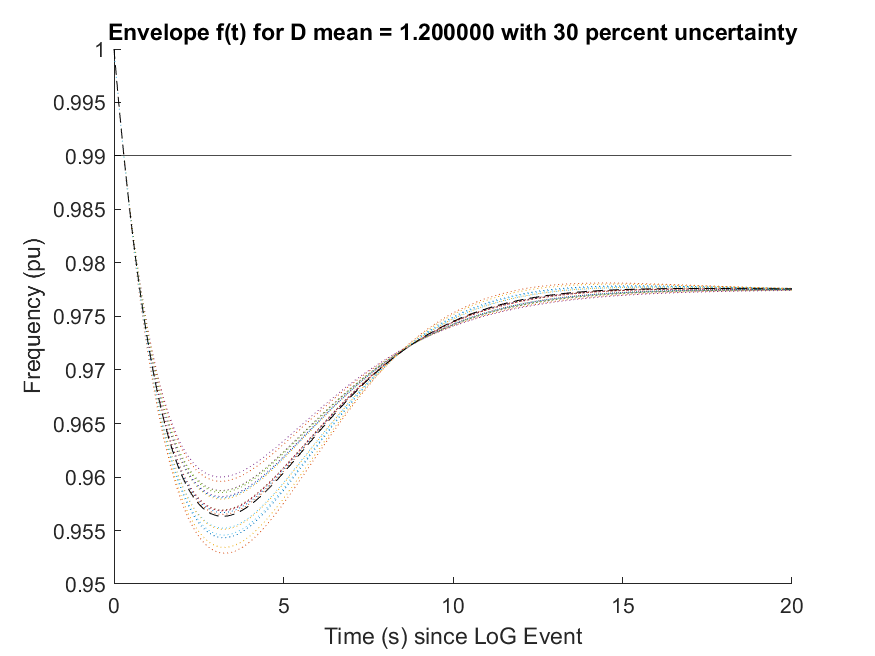 Envelope f(t) for D mean = 1.200000 with 30 percent uncertainty
1
0.995
0.99
0.985
0.98
0.975
0.97
0.965
0.96
0.955
0.95
Frequency (pu)
0 5 10 15 20
Time (s) since LoG Event